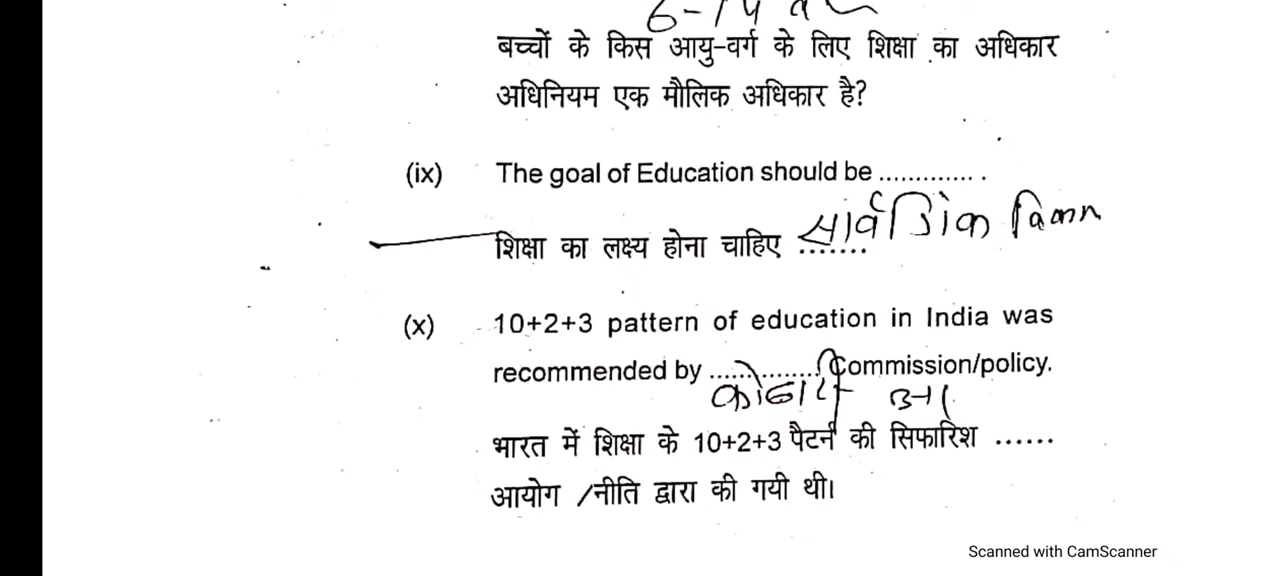 6-14 व
बच्चों के किस आयु-वर्ग के लिए शिक्षा का अधिकार
अधिनियम एक मौलिक अधिकार है?
(ix) The goal of Education should be ............. .
शिक्षा का लक्ष्य होना चाहिए .......
(x) 10+2+3 pattern of education in India was
recommended by .............. Commission/policy.
कोठारी
भारत में शिक्षा के 10+2+3 पैटर्न की सिफारिश ......
आयोग /नीति द्वारा की गयी थी।
Scanned with CamScanner